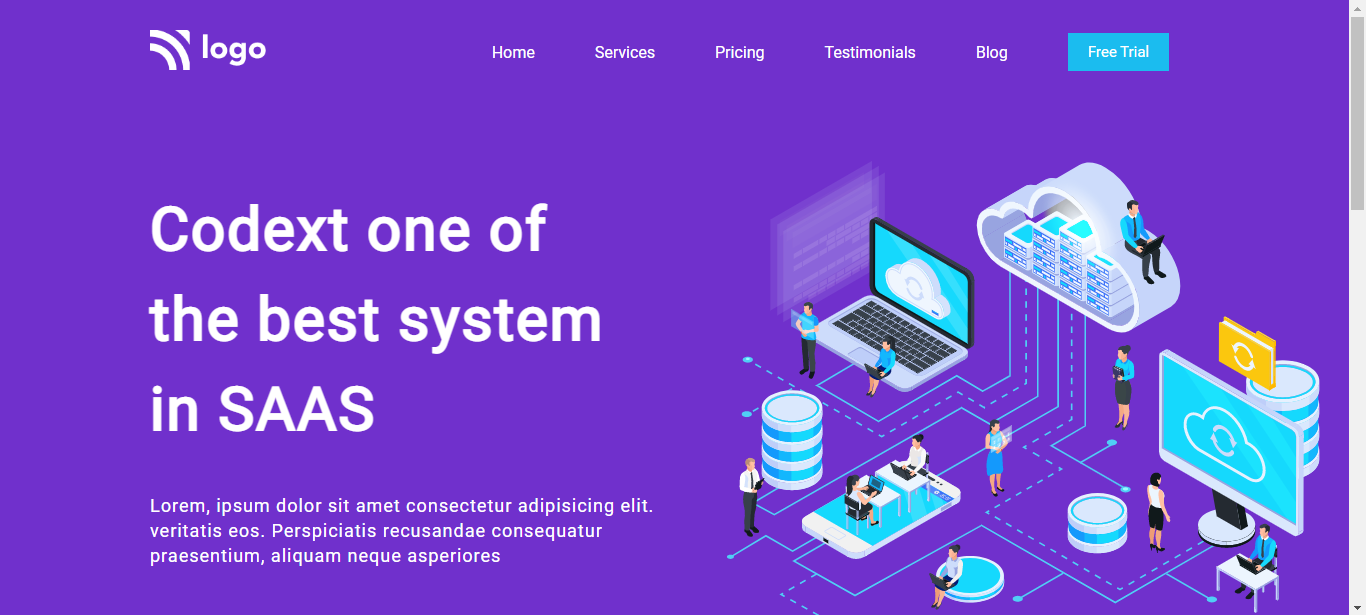 logo
Home Services Pricing Testimonials Blog Free Trial
Codext one of
the best system
in SAAS
Lorem, ipsum dolor sit amet consectetur adipisicing elit.
veritatis eos. Perspiciatis recusandae consequatur
praesentium, aliquam neque asperiores